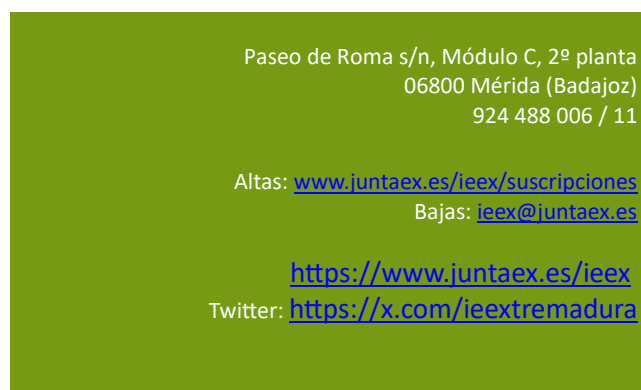 Paseo de Roma s/n, Módulo C, 2º planta
06800 Mérida (Badajoz)
924 488 006 / 11
Altas: www.juntaex.es/ieex/suscripciones
Bajas: ieex@juntaex.es
https://www.juntaex.es/ieex
Twitter: https://x.com/ieextremadura